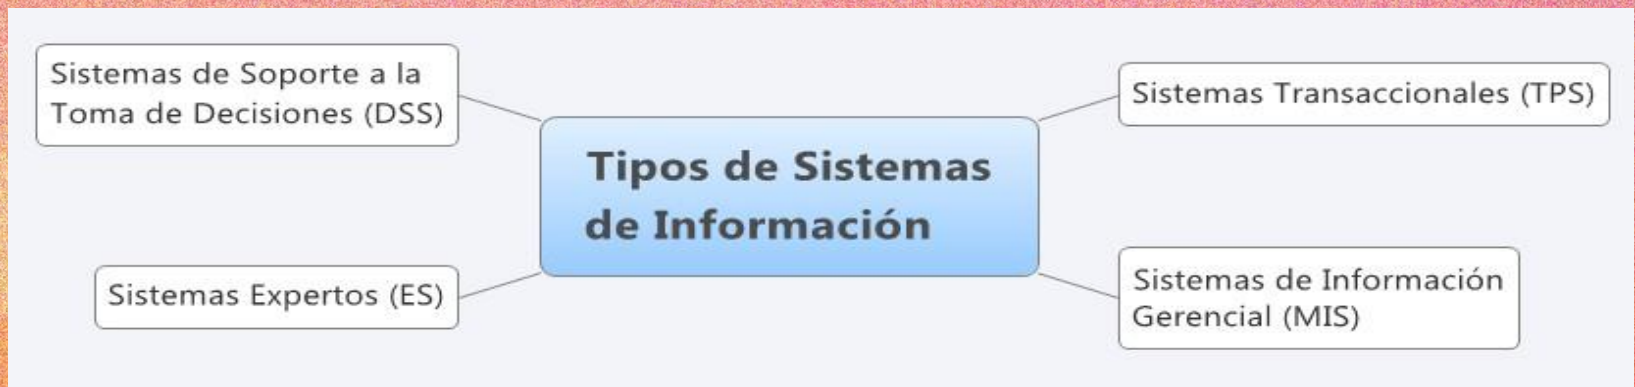 Sistemas de Soporte a la
Toma de Decisiones (DSS)
Sistemas Transaccionales (TPS)
Tipos de Sistemas
de Información
Sistemas Expertos (ES)
Sistemas de Información
Gerencial (MIS)